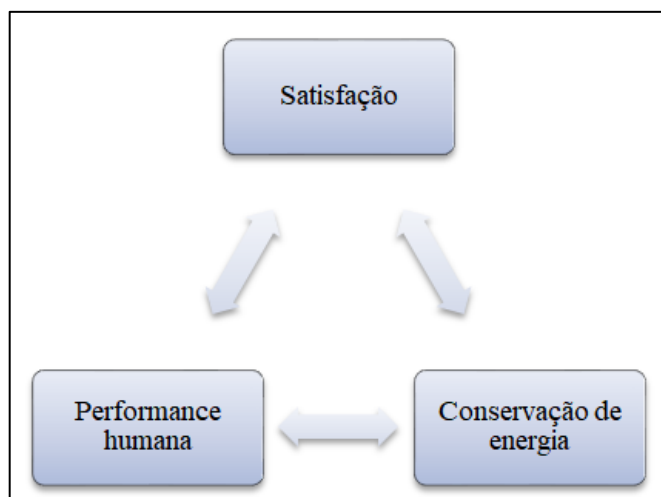 Satisfação
Performance
humana
Conservação de
energia